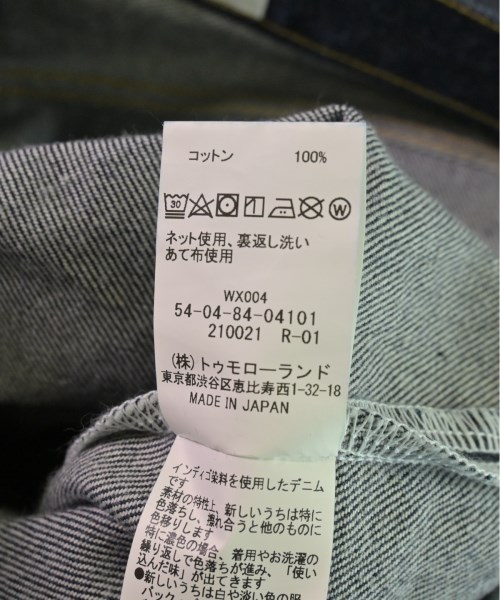 コットン 100%
30 W
ネット使用、裏返し洗い
あて布使用
WX004
54-04-84-04101
210021 R-01
(株)トゥモローランド
東京都渋谷区恵比寿西1-32-18
MADE IN JAPAN
インディゴ染料を使用したデニム
です
素材の特性上、新しいうちは特に
色落ちし、擦れ合うと他のものに
色移りします
特に濃色の場合、着用やお洗濯の
繰り返しで色落ちが進み、「使い
込んだ味」が出てきます
●新しいうちは白や淡い色の服、
バック